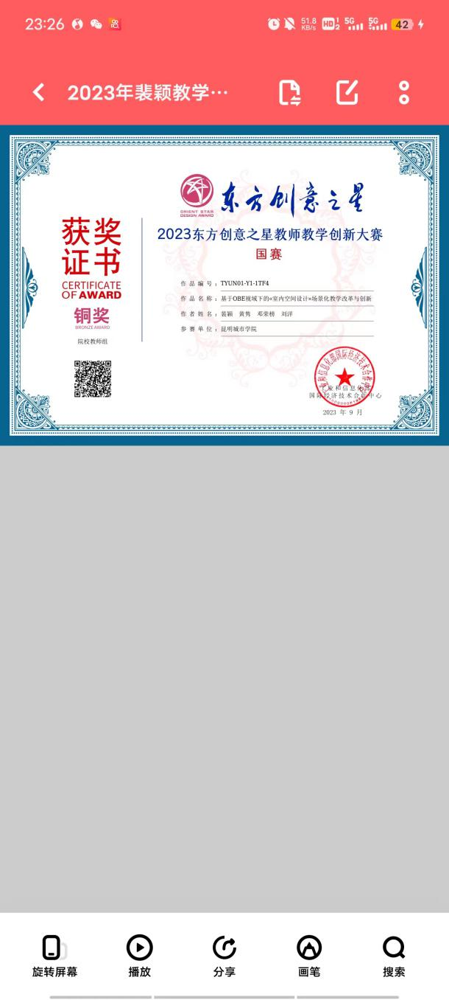 23:26
51.8 KB/s
HD 1 2
5G
5G
42
2023年裴颖教学…
ORIENT STAR
DESIGN AWARD
东方创意之星
2023东方创意之星教师教学创新大赛
国赛
获奖
证书
CERTIFICATE
OF AWARD
铜奖
BRONZE AWARD
院校教师组
作品编号：TYUN01-Y1-1TF4
作品名称：基于OBE视域下的«室内空间设计»场景化教学改革与创新
作者姓名：裴颖 黄隽 邓荣榜 刘洋
参赛单位：昆明城市学院
工业和信息化部
国际经济技术合作中心
2023 年 9 月
旋转屏幕
播放
分享
画笔
搜索